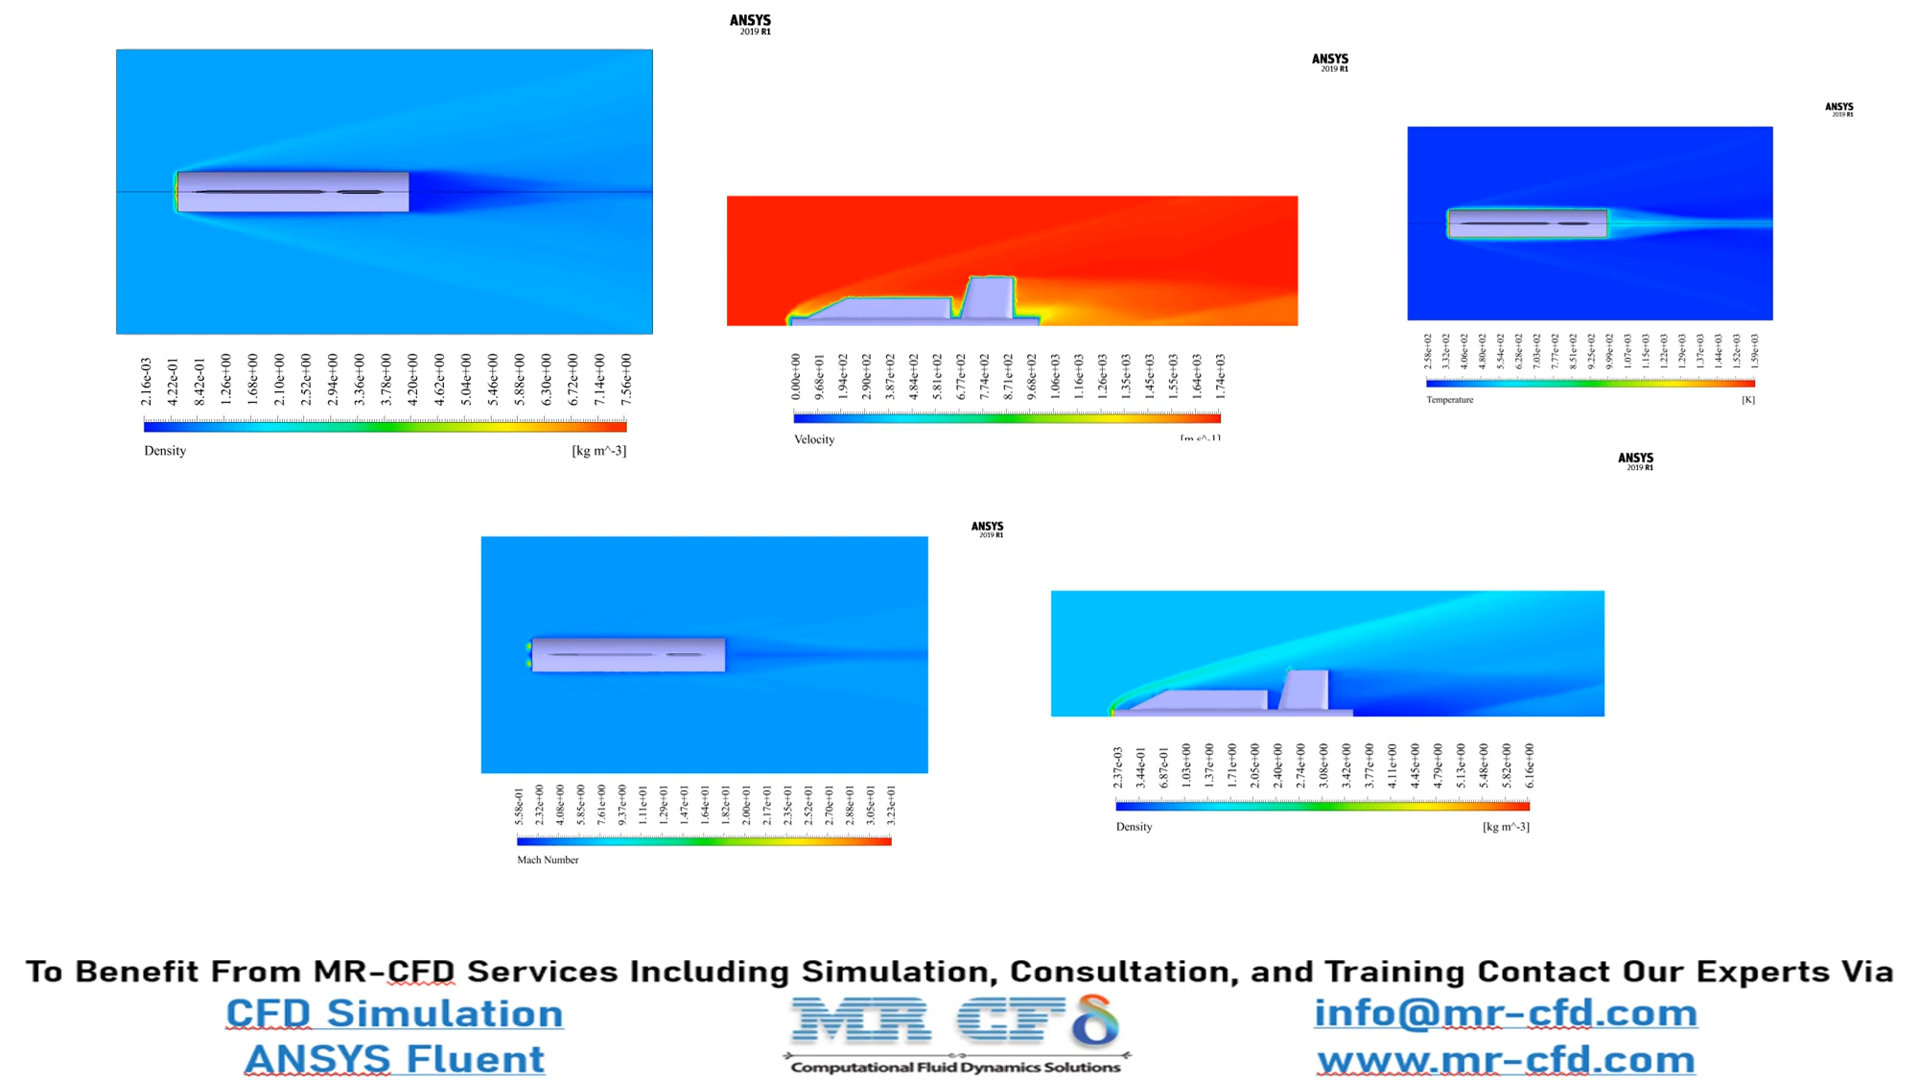 ANSYS
2019 R1
2.16e-03 4.22e-01 8.42e-01 1.26e+00 1.68e+00 2.10e+00 2.52e+00 2.94e+00 3.36e+00 3.78e+00 4.20e+00 4.62e+00 5.04e+00 5.46e+00 5.88e+00 6.30e+00 6.72e+00 7.14e+00 7.56e+00
Density [kg m^-3]
ANSYS
2019 R1
0.00e+00 9.68e+01 1.94e+02 2.90e+02 3.87e+02 4.84e+02 5.81e+02 6.77e+02 7.74e+02 8.71e+02 9.68e+02 1.06e+03 1.16e+03 1.26e+03 1.35e+03 1.45e+03 1.55e+03 1.64e+03 1.74e+03
Velocity [m s^-1]
ANSYS
2019 R1
2.58e+02 3.32e+02 4.06e+02 4.80e+02 5.54e+02 6.28e+02 7.03e+02 7.77e+02 8.51e+02 9.25e+02 9.99e+02 1.07e+03 1.15e+03 1.22e+03 1.29e+03 1.37e+03 1.44e+03 1.52e+03 1.59e+03
Temperature [K]
ANSYS
2019 R1
5.58e-01 2.32e+00 4.08e+00 5.85e+00 7.61e+00 9.37e+00 1.11e+01 1.29e+01 1.47e+01 1.64e+01 1.82e+01 2.00e+01 2.17e+01 2.35e+01 2.52e+01 2.70e+01 2.88e+01 3.05e+01 3.23e+01
Mach Number
ANSYS
2019 R1
2.37e-03 3.44e-01 6.87e-01 1.03e+00 1.37e+00 1.71e+00 2.05e+00 2.40e+00 2.74e+00 3.08e+00 3.42e+00 3.77e+00 4.11e+00 4.45e+00 4.79e+00 5.13e+00 5.48e+00 5.82e+00 6.16e+00
Density [kg m^-3]
To Benefit From MR-CFD Services Including Simulation, Consultation, and Training Contact Our Experts Via
CFD Simulation
ANSYS Fluent
MR CFD
Computational Fluid Dynamics Solutions
info@mr-cfd.com
www.mr-cfd.com